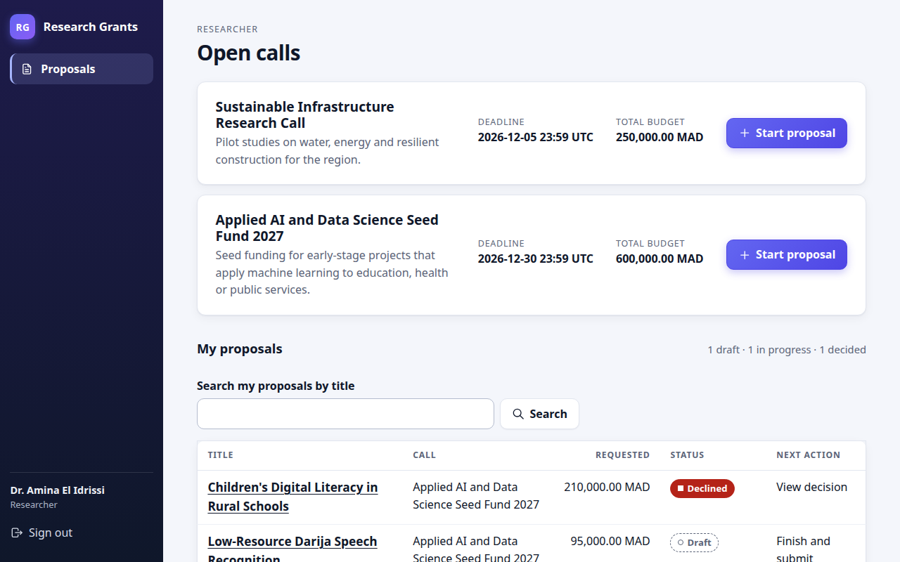 RG Research Grants
Proposals
Dr. Amina El Idrissi
Researcher
Sign out
RESEARCHER
Open calls
Sustainable Infrastructure
Research Call
Pilot studies on water, energy and resilient
construction for the region.
DEADLINE
2026-12-05 23:59 UTC
TOTAL BUDGET
250,000.00 MAD
Start proposal
Applied AI and Data Science Seed
Fund 2027
Seed funding for early-stage projects that
apply machine learning to education, health
or public services.
DEADLINE
2026-12-30 23:59 UTC
TOTAL BUDGET
600,000.00 MAD
Start proposal
My proposals
1 draft · 1 in progress · 1 decided
Search my proposals by title
Search
TITLE CALL REQUESTED STATUS NEXT ACTION
Children's Digital Literacy in
Rural Schools
Applied AI and Data
Science Seed Fund 2027
210,000.00 MAD
Declined
View decision
Low-Resource Darija Speech
Recognition
Applied AI and Data
Science Seed Fund 2027
95,000.00 MAD
Draft
Finish and
submit